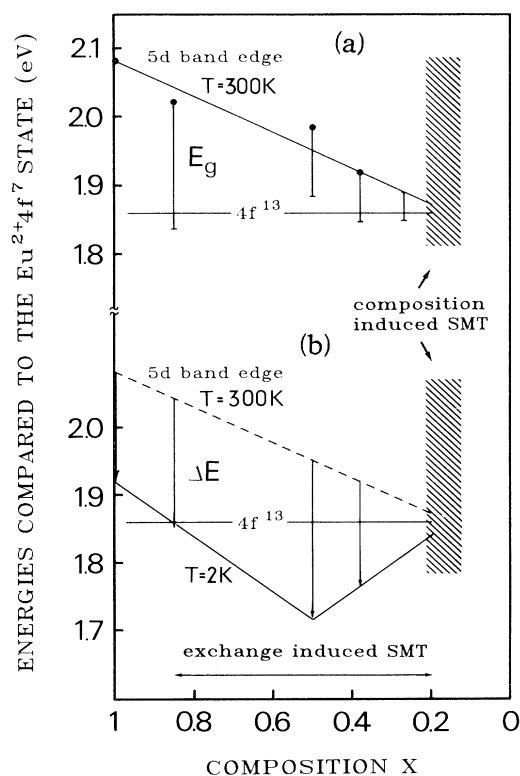 ENERGIES COMPARED TO THE Eu²⁺4f⁷ STATE (eV)
2.1
2.0
1.9
1.8
(a)
5d band edge
T=300K
Eg
4f¹³
composition
induced SMT
(b)
5d band edge
T=300K
2.0
1.9
1.8
1.7
ΔE
4f¹³
T=2K
exchange induced SMT
1 0.8 0.6 0.4 0.2 0
COMPOSITION X